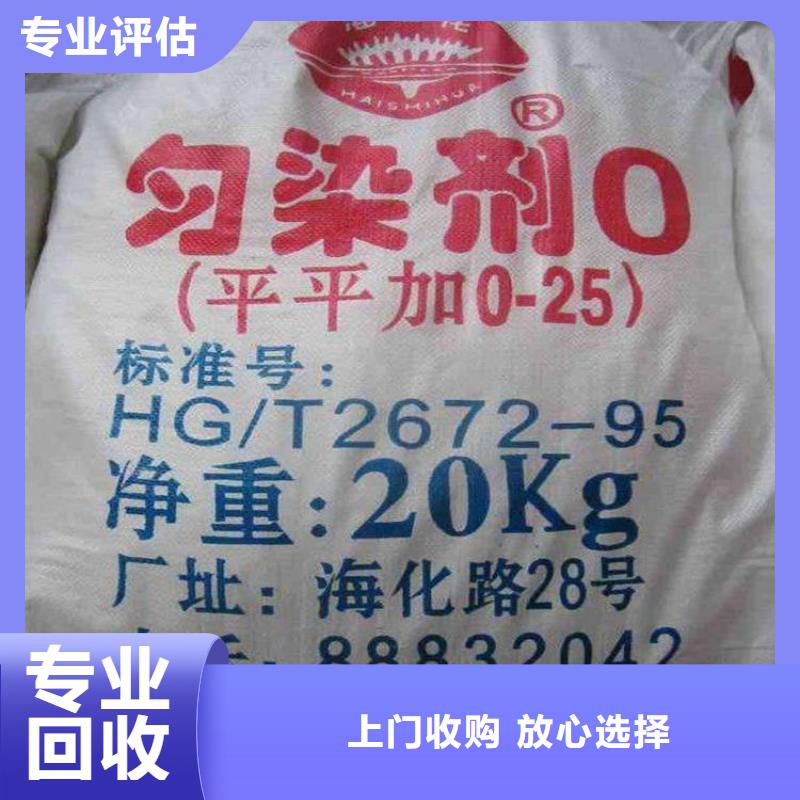 专业评估
HAISHIHUA
®
匀染剂0
(平平加0-25)
标准号:
HG/T2672-95
净重:20Kg
厂址:海化路28号
88832042
专业
回收
上门收购 放心选择